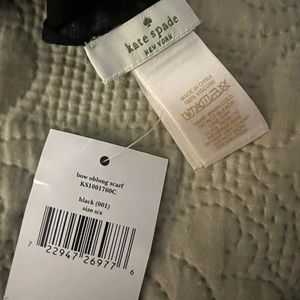 kate spade
NEW YORK
MADE IN CHINA
100% VISCOSE
bow oblong scarf
KS1001760C
black (001)
size o/s
7 22947 26977 6